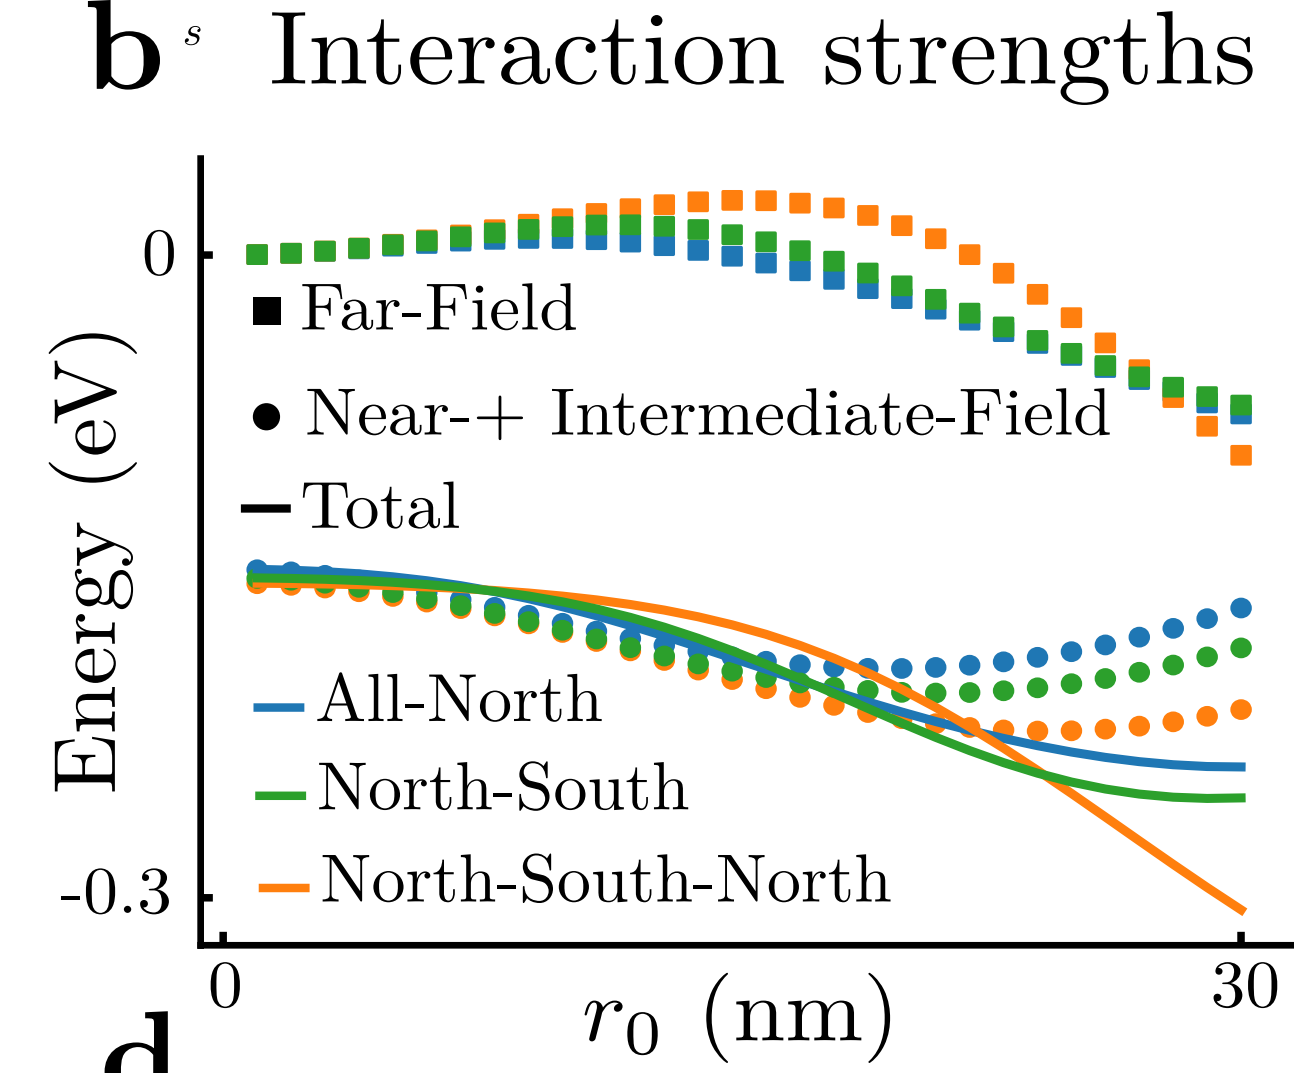 b s Interaction strengths
0
Far-Field
Near-+ Intermediate-Field
Total
Energy (eV)
All-North
North-South
-0.3
North-South-North
0 30
r₀ (nm)
d